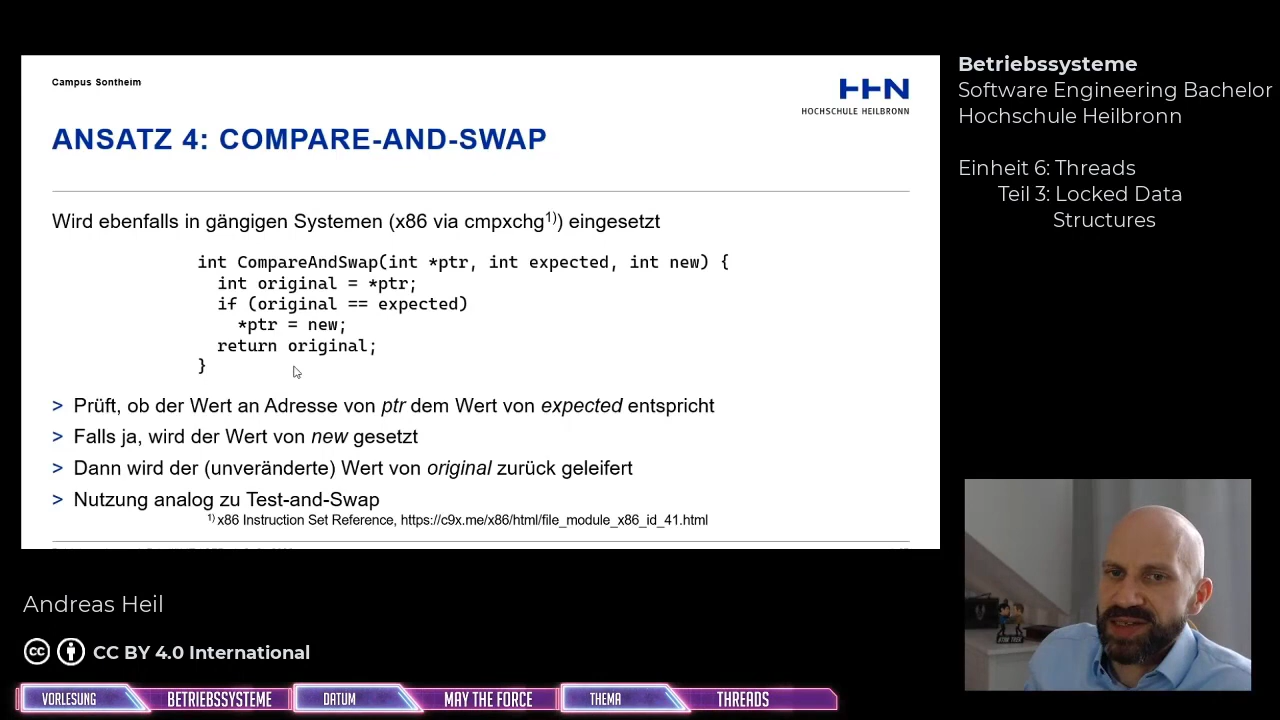 Campus Sontheim
HHN
HOCHSCHULE HEILBRONN
ANSATZ 4: COMPARE-AND-SWAP
Wird ebenfalls in gängigen Systemen (x86 via cmpxchg1)) eingesetzt
int CompareAndSwap(int *ptr, int expected, int new) {
int original = *ptr;
if (original == expected)
*ptr = new;
return original;
}
> Prüft, ob der Wert an Adresse von ptr dem Wert von expected entspricht
> Falls ja, wird der Wert von new gesetzt
> Dann wird der (unveränderte) Wert von original zurück geleifert
> Nutzung analog zu Test-and-Swap
1) x86 Instruction Set Reference, https://c9x.me/x86/html/file_module_x86_id_41.html
Betriebssysteme
Software Engineering Bachelor
Hochschule Heilbronn
Einheit 6: Threads
Teil 3: Locked Data
Structures
STAR TREK
Andreas Heil
cc CC BY 4.0 International
VORLESUNG BETRIEBSSYSTEME DATUM MAY THE FORCE THEMA THREADS